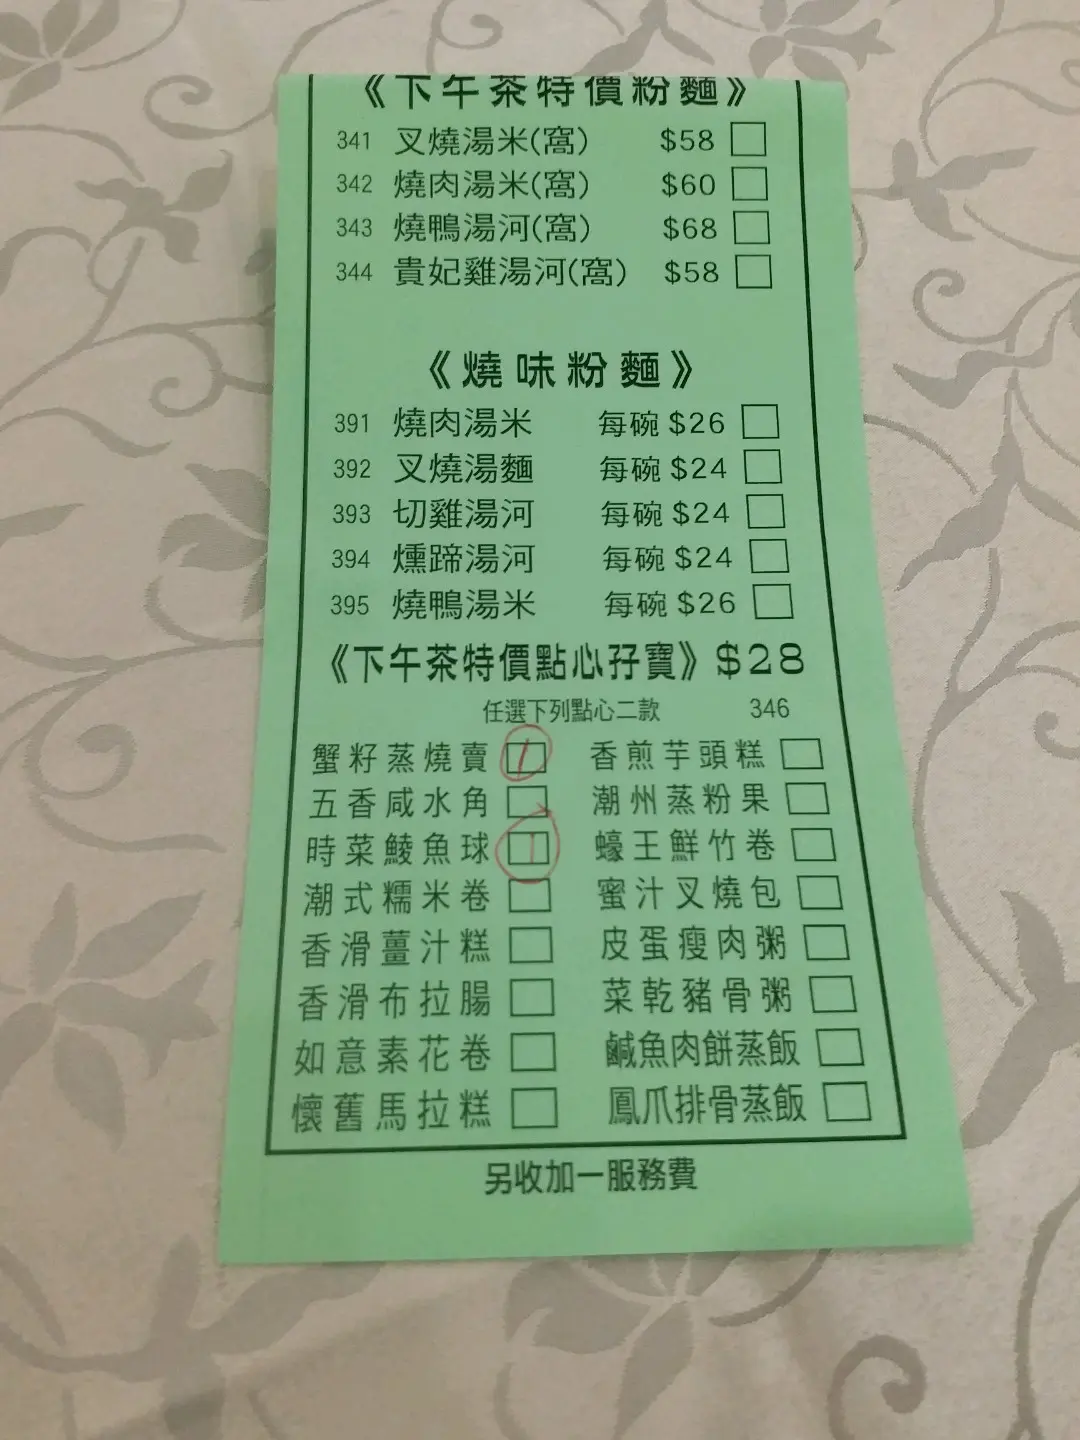 《下午茶特價粉麵》
341 叉燒湯米(窩) $58
342 燒肉湯米(窩) $60
343 燒鴨湯河(窩) $68
344 貴妃雞湯河(窩) $58
《燒味粉麵》
391 燒肉湯米 每碗 $26
392 叉燒湯麵 每碗 $24
393 切雞湯河 每碗 $24
394 燻蹄湯河 每碗 $24
395 燒鴨湯米 每碗 $26
《下午茶特價點心孖寶》$28
任選下列點心二款 346
蟹籽蒸燒賣 1 香煎芋頭糕
五香咸水角 潮州蒸粉果
時菜鯪魚球 1 蠔王鮮竹卷
潮式糯米卷 蜜汁叉燒包
香滑薑汁糕 皮蛋瘦肉粥
香滑布拉腸 菜乾豬骨粥
如意素花卷 鹹魚肉餅蒸飯
懷舊馬拉糕 鳳爪排骨蒸飯
另收加一服務費